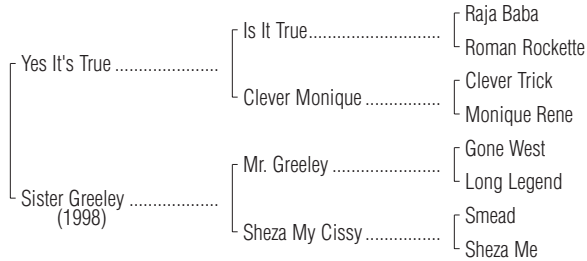 Raja Baba
Is It True..............................
Roman Rockette
Yes It's True ......................
Clever Trick
Clever Monique ................
Monique Rene
Gone West
Mr. Greeley .......................
Long Legend
Sister Greeley ...................
(1998)
Smead
Sheza My Cissy ................
Sheza Me